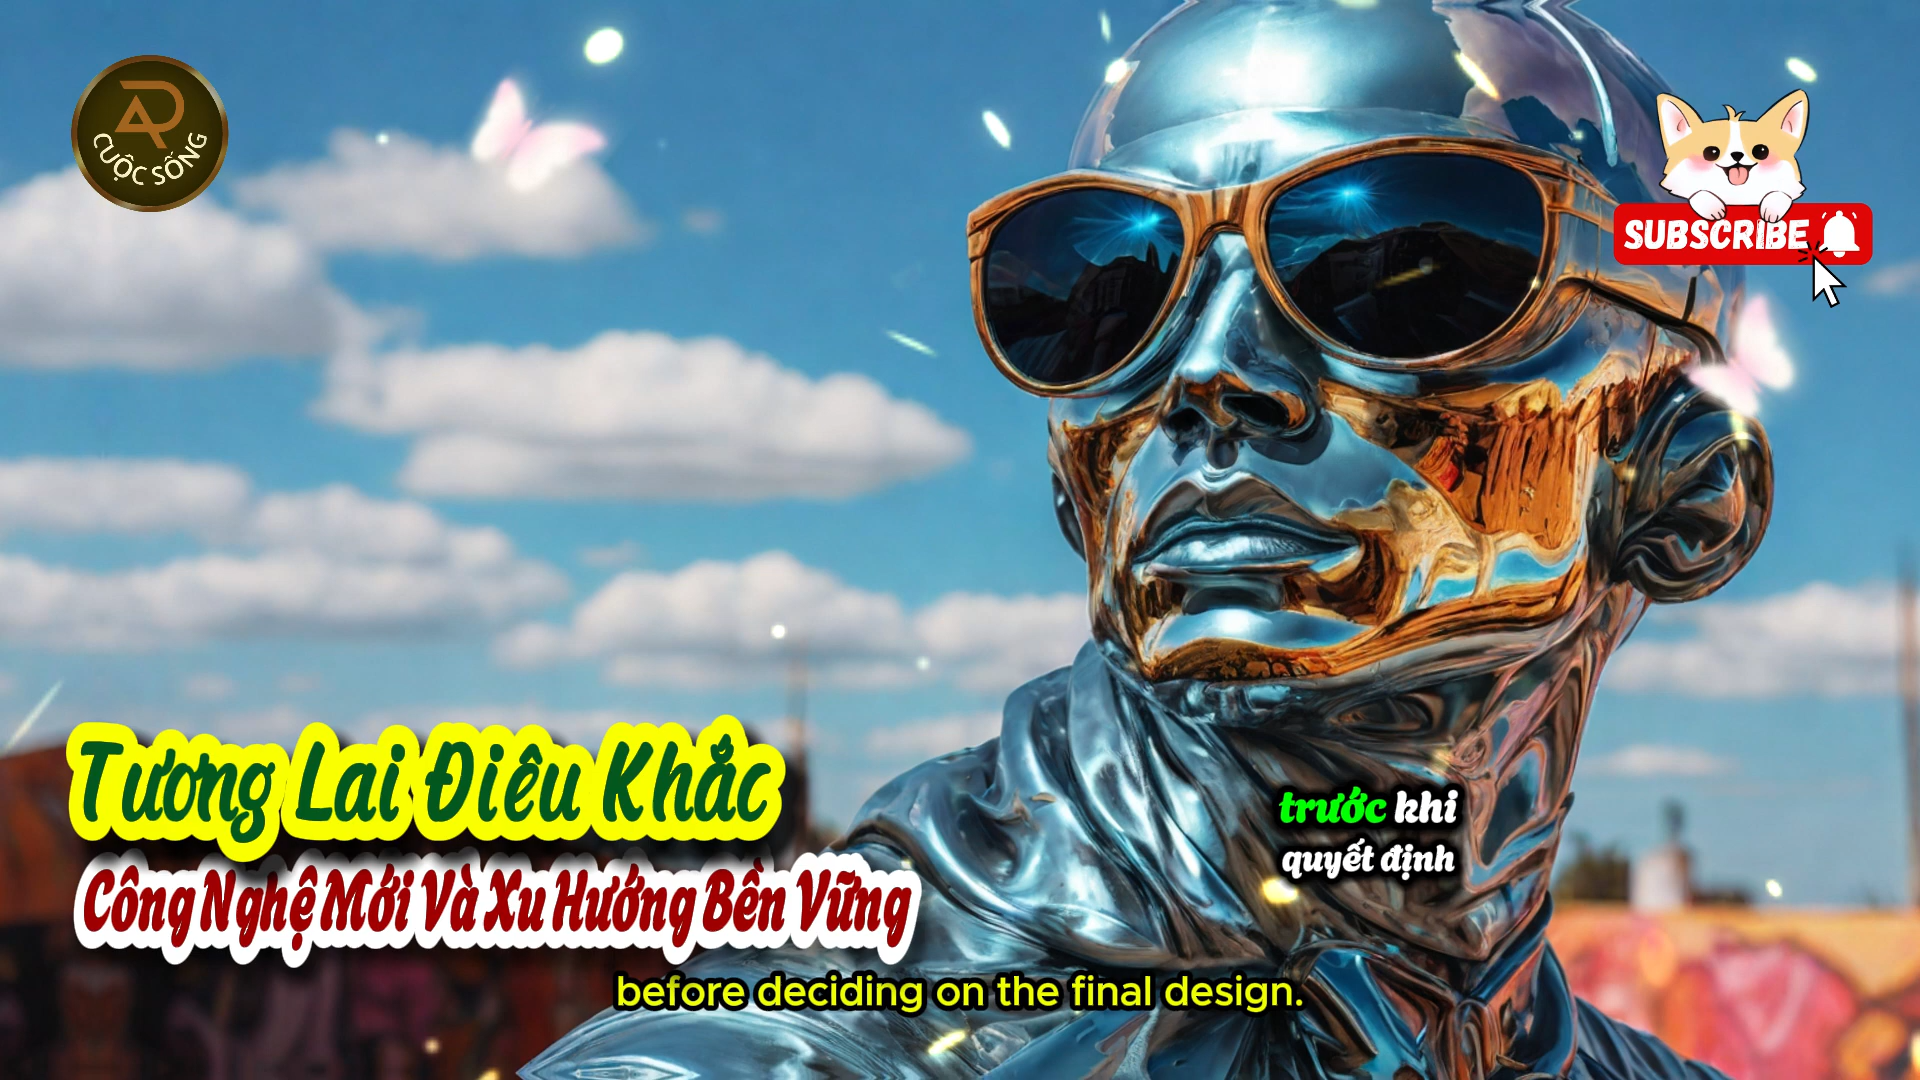 AR
CUỘC SỐNG
SUBSCRIBE
Tương Lai Điêu Khắc
Công Nghệ Mới Và Xu Hướng Bền Vững
trước khi
quyết định
before deciding on the final design.